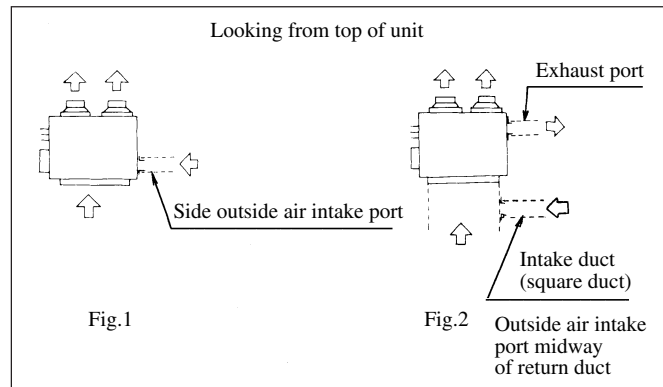 Looking from top of unit
Exhaust port
Side outside air intake port
Intake duct
(square duct)
Fig.1
Fig.2
Outside air intake
port midway
of return duct